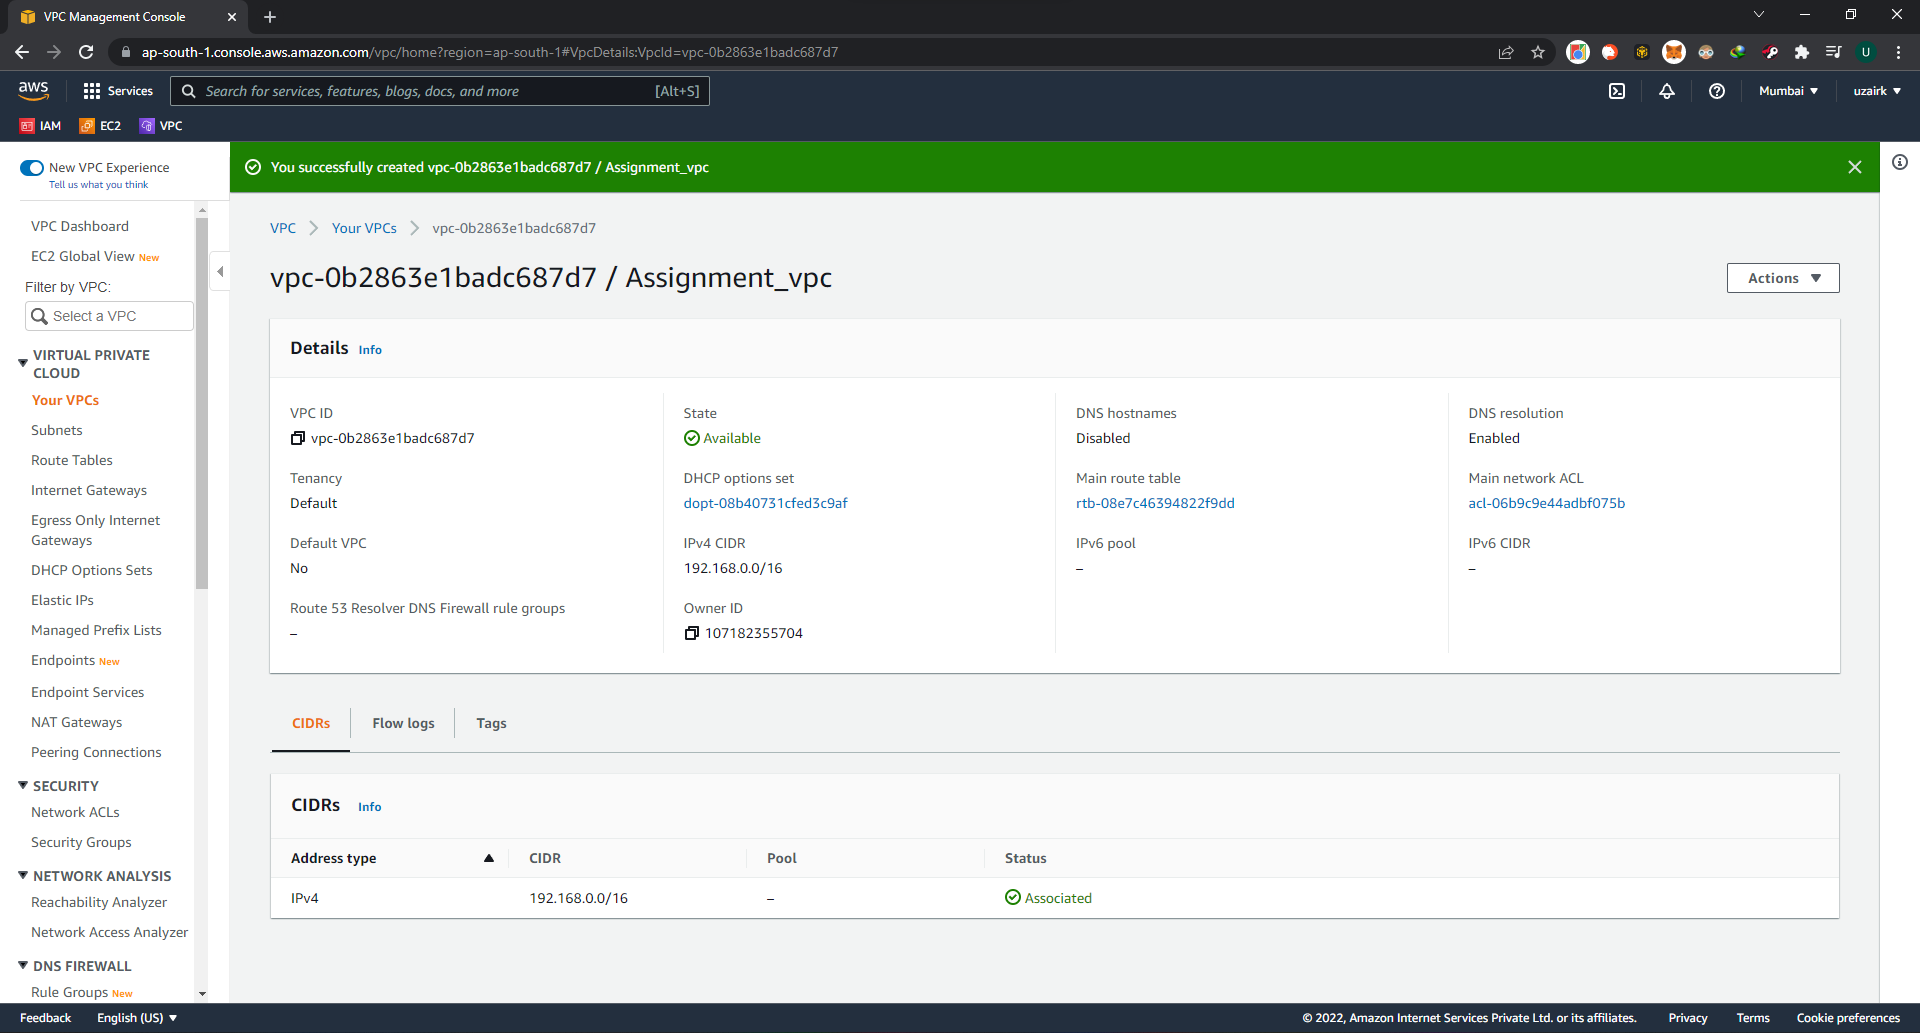 VPC Management Console
ap-south-1.console.aws.amazon.com/vpc/home?region=ap-south-1#VpcDetails:VpcId=vpc-0b2863e1badc687d7
U
aws
Services
Search for services, features, blogs, docs, and more
[Alt+S]
Mumbai
uzairk
IAM
EC2
VPC
New VPC Experience
Tell us what you think
You successfully created vpc-0b2863e1badc687d7 / Assignment_vpc
VPC Dashboard
EC2 Global View New
Filter by VPC:
Select a VPC
VIRTUAL PRIVATE
CLOUD
Your VPCs
Subnets
Route Tables
Internet Gateways
Egress Only Internet
Gateways
DHCP Options Sets
Elastic IPs
Managed Prefix Lists
Endpoints New
Endpoint Services
NAT Gateways
Peering Connections
SECURITY
Network ACLs
Security Groups
NETWORK ANALYSIS
Reachability Analyzer
Network Access Analyzer
DNS FIREWALL
Rule Groups New
VPC
Your VPCs
vpc-0b2863e1badc687d7
vpc-0b2863e1badc687d7 / Assignment_vpc
Actions
Details Info
VPC ID
vpc-0b2863e1badc687d7
State
Available
DNS hostnames
Disabled
DNS resolution
Enabled
Tenancy
Default
DHCP options set
dopt-08b40731cfed3c9af
Main route table
rtb-08e7c46394822f9dd
Main network ACL
acl-06b9c9e44adbf075b
Default VPC
No
IPv4 CIDR
192.168.0.0/16
IPv6 pool
–
IPv6 CIDR
–
Route 53 Resolver DNS Firewall rule groups
–
Owner ID
107182355704
CIDRs
Flow logs
Tags
CIDRs Info
Address type
CIDR
Pool
Status
IPv4
192.168.0.0/16
–
Associated
Feedback
English (US)
© 2022, Amazon Internet Services Private Ltd. or its affiliates.
Privacy
Terms
Cookie preferences